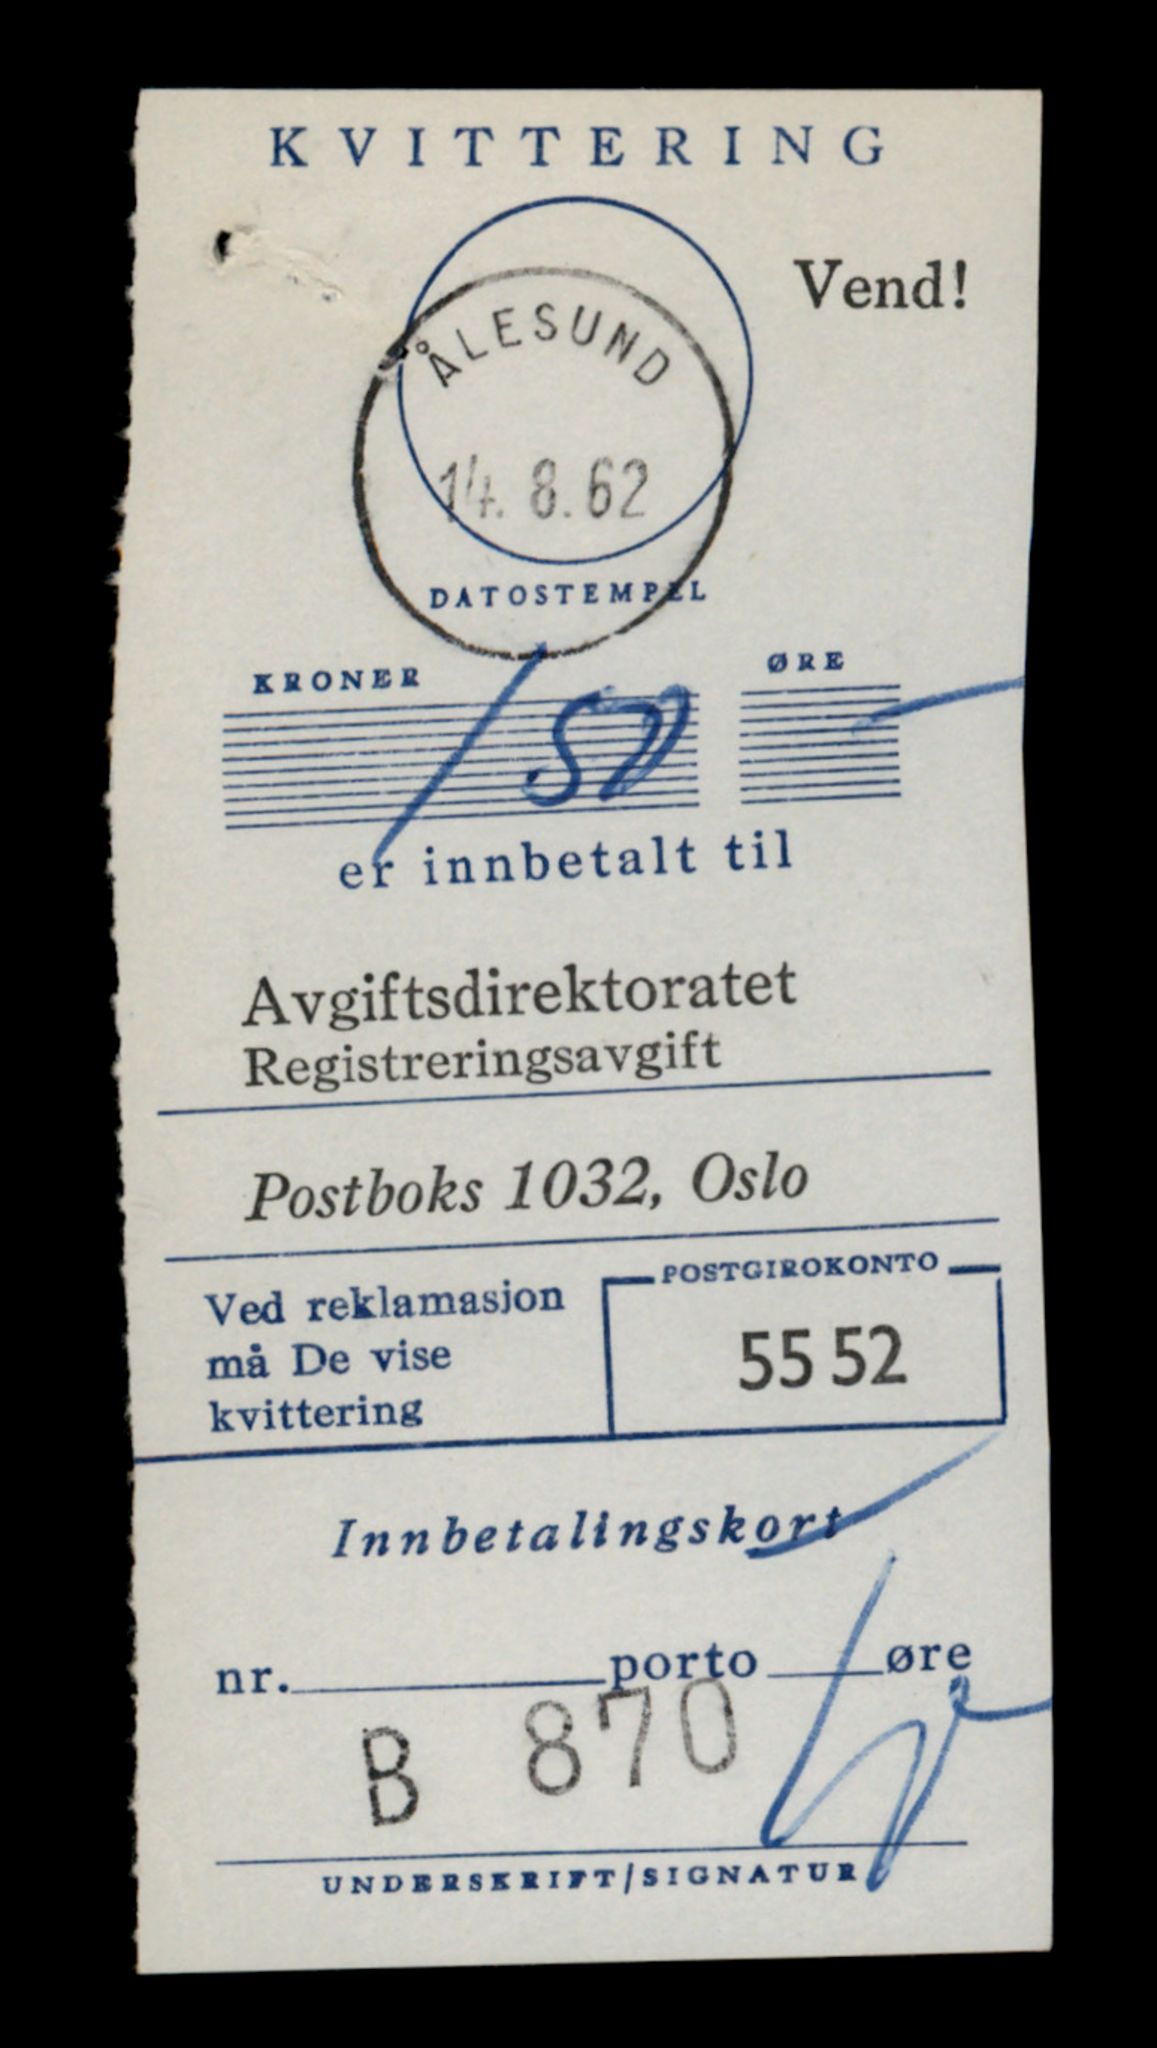 KVITTERING
Vend!
ÅLESUND
14.8.62
DATOSTEMPEL
KRONER ØRE
/50 —
er innbetalt til
Avgiftsdirektoratet
Registreringsavgift
Postboks 1032, Oslo
Ved reklamasjon
må De vise
kvittering
POSTGIROKONTO
55 52
Innbetalingskort
nr. porto øre
B 870
UNDERSKRIFT/SIGNATUR